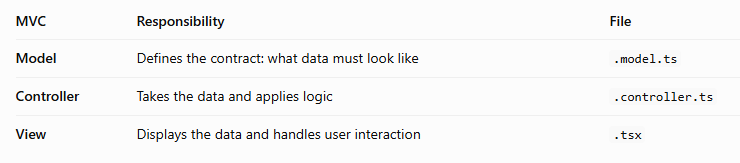 MVC Responsibility File
Model Defines the contract: what data must look like .model.ts
Controller Takes the data and applies logic .controller.ts
View Displays the data and handles user interaction .tsx